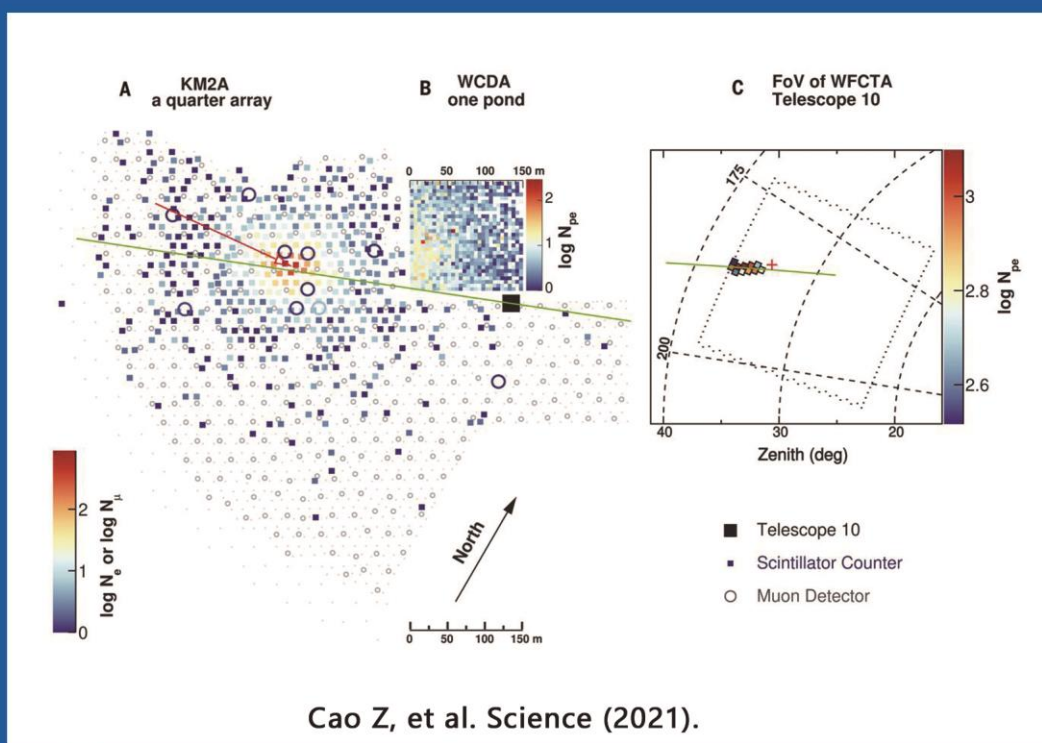 A KM2A
a quarter array
B WCDA
one pond
C FoV of WFCTA
Telescope 10
0 50 100 150 m
2
1
0
log Npe
175
200
3
2.8
2.6
log Npe
40 30 20
Zenith (deg)
2
1
0
log Ne or log Nμ
North
0 50 100 150 m
Telescope 10
Scintillator Counter
Muon Detector
Cao Z, et al. Science (2021).